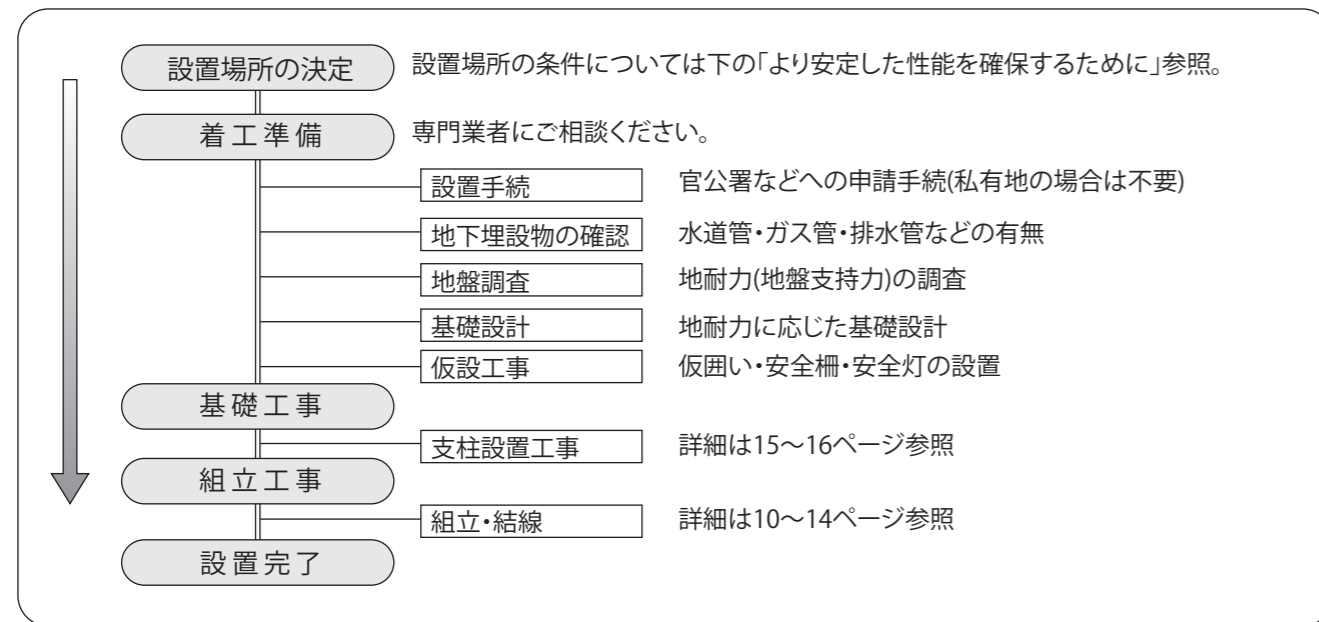 設置場所の決定 設置場所の条件については下の「より安定した性能を確保するために」参照。
着工準備 専門業者にご相談ください。
設置手続 官公署などへの申請手続(私有地の場合は不要)
地下埋設物の確認 水道管・ガス管・排水管などの有無
地盤調査 地耐力(地盤支持力)の調査
基礎設計 地耐力に応じた基礎設計
仮設工事 仮囲い・安全柵・安全灯の設置
基礎工事
支柱設置工事 詳細は15～16ページ参照
組立工事
組立・結線 詳細は10～14ページ参照
設置完了